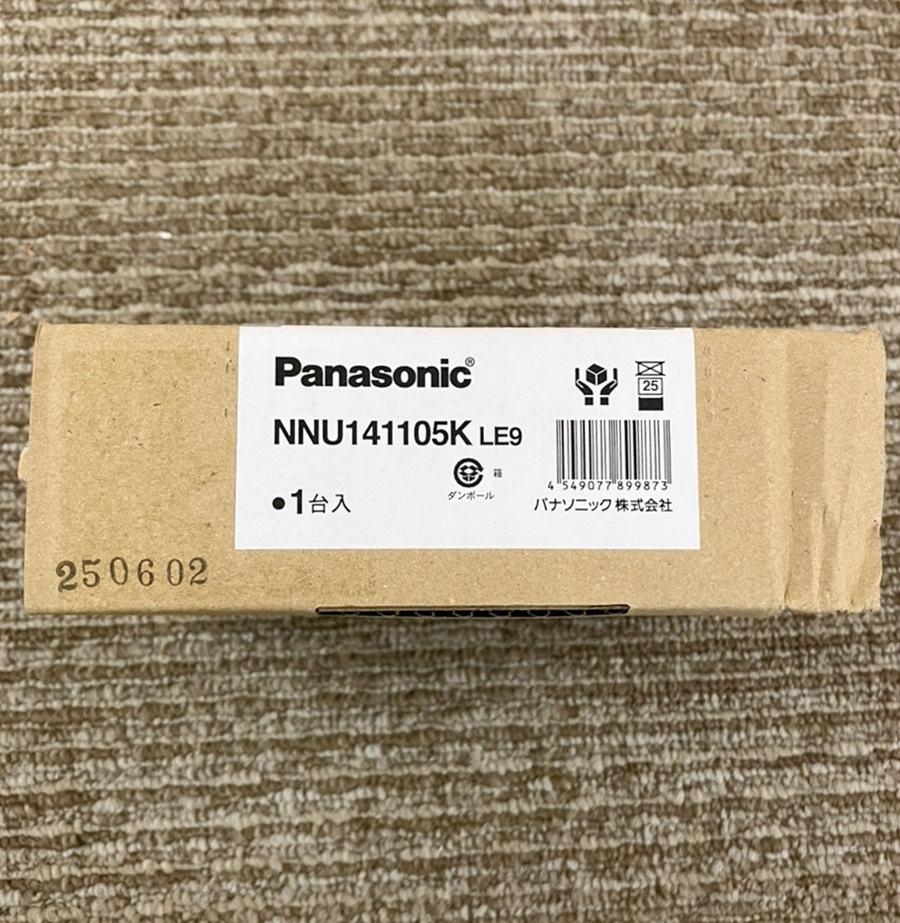 Panasonic®
25
NNU141105K LE9
箱
ダンボール
4 549077 899873
●1台入
パナソニック株式会社
250602